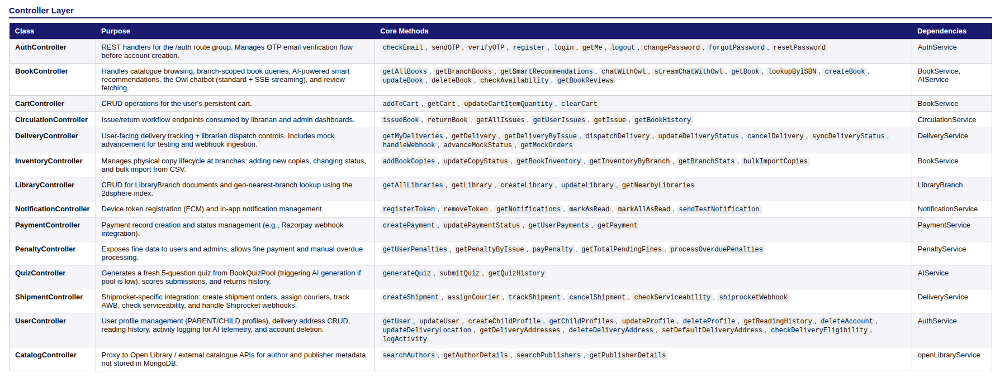 Controller Layer
Class Purpose Core Methods Dependencies
AuthController REST handlers for the /auth route group. Manages OTP email verification flow checkEmail, sendOTP, verifyOTP, register, login, getMe, logout, changePassword, forgotPassword, resetPassword AuthService
before account creation.
BookController Handles catalogue browsing, branch-scoped book queries, AI-powered smart getAllBooks, getBranchBooks, getSmartRecommendations, chatWithOwl, streamChatWithOwl, getBook, lookupByISBN, createBook, BookService,
recommendations, the Owl chatbot (standard + SSE streaming), and review updateBook, deleteBook, checkAvailability, getBookReviews AIService
fetching.
CartController CRUD operations for the user's persistent cart. addToCart, getCart, updateCartItemQuantity, clearCart BookService
CirculationController Issue/return workflow endpoints consumed by librarian and admin dashboards. issueBook, returnBook, getAllIssues, getUserIssues, getIssue, getBookHistory CirculationService
DeliveryController User-facing delivery tracking + librarian dispatch controls. Includes mock getMyDeliveries, getDelivery, getDeliveryByIssue, dispatchDelivery, updateDeliveryStatus, cancelDelivery, syncDeliveryStatus, DeliveryService
advancement for testing and webhook ingestion. handleWebhook, advanceMockStatus, getMockOrders
InventoryController Manages physical copy lifecycle at branches: adding new copies, changing status, addBookCopies, updateCopyStatus, getBookInventory, getInventoryByBranch, getBranchStats, bulkImportCopies BookService
and bulk import from CSV.
LibraryController CRUD for LibraryBranch documents and geo-nearest-branch lookup using the getAllLibraries, getLibrary, createLibrary, updateLibrary, getNearbyLibraries LibraryBranch
2dsphere index.
NotificationController Device token registration (FCM) and in-app notification management. registerToken, removeToken, getNotifications, markAsRead, markAllAsRead, sendTestNotification NotificationService
PaymentController Payment record creation and status management (e.g., Razorpay webhook createPayment, updatePaymentStatus, getUserPayments, getPayment PaymentService
integration).
PenaltyController Exposes fine data to users and admins; allows fine payment and manual overdue getUserPenalties, getPenaltyByIssue, payPenalty, getTotalPendingFines, processOverduePenalties PenaltyService
processing.
QuizController Generates a fresh 5-question quiz from BookQuizPool (triggering AI generation if generateQuiz, submitQuiz, getQuizHistory AIService
pool is low), scores submissions, and returns history.
ShipmentController Shiprocket-specific integration: create shipment orders, assign couriers, track createShipment, assignCourier, trackShipment, cancelShipment, checkServiceability, shiprocketWebhook DeliveryService
AWB, check serviceability, and handle Shiprocket webhooks.
UserController User profile management (PARENT/CHILD profiles), delivery address CRUD, getUser, updateUser, createChildProfile, getChildProfiles, updateProfile, deleteProfile, getReadingHistory, deleteAccount, AuthService
reading history, activity logging for AI telemetry, and account deletion. updateDeliveryLocation, getDeliveryAddresses, deleteDeliveryAddress, setDefaultDeliveryAddress, checkDeliveryEligibility,
logActivity
CatalogController Proxy to Open Library / external catalogue APIs for author and publisher metadata searchAuthors, getAuthorDetails, searchPublishers, getPublisherDetails openLibraryService
not stored in MongoDB.